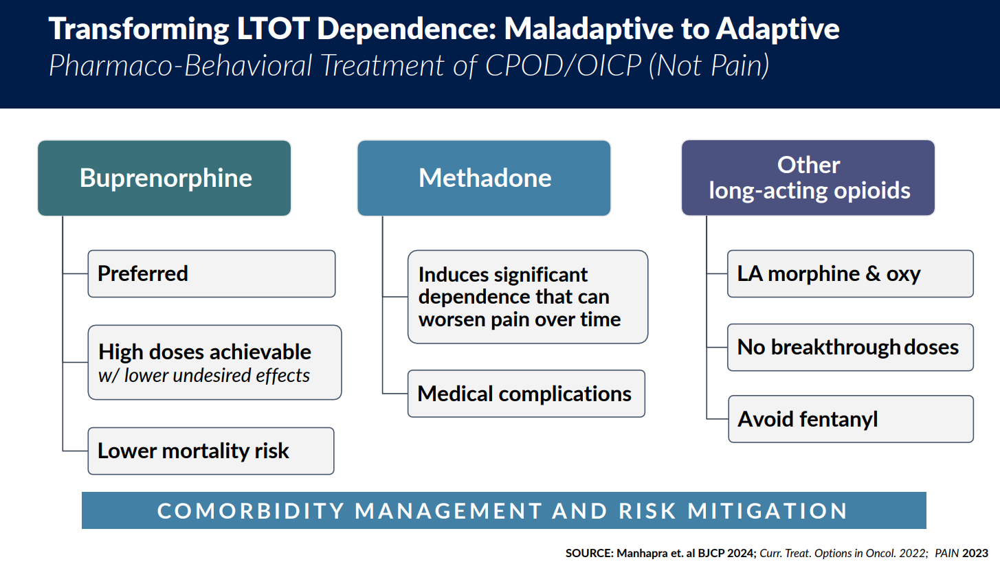 Transforming LTOT Dependence: Maladaptive to Adaptive
Pharmaco-Behavioral Treatment of CPOD/OICP (Not Pain)
Buprenorphine
Preferred
High doses achievable
w/ lower undesired effects
Lower mortality risk
Methadone
Induces significant
dependence that can
worsen pain over time
Medical complications
Other
long-acting opioids
LA morphine & oxy
No breakthrough doses
Avoid fentanyl
COMORBIDITY MANAGEMENT AND RISK MITIGATION
SOURCE: Manhapra et. al BJCP 2024; Curr. Treat. Options in Oncol. 2022; PAIN 2023